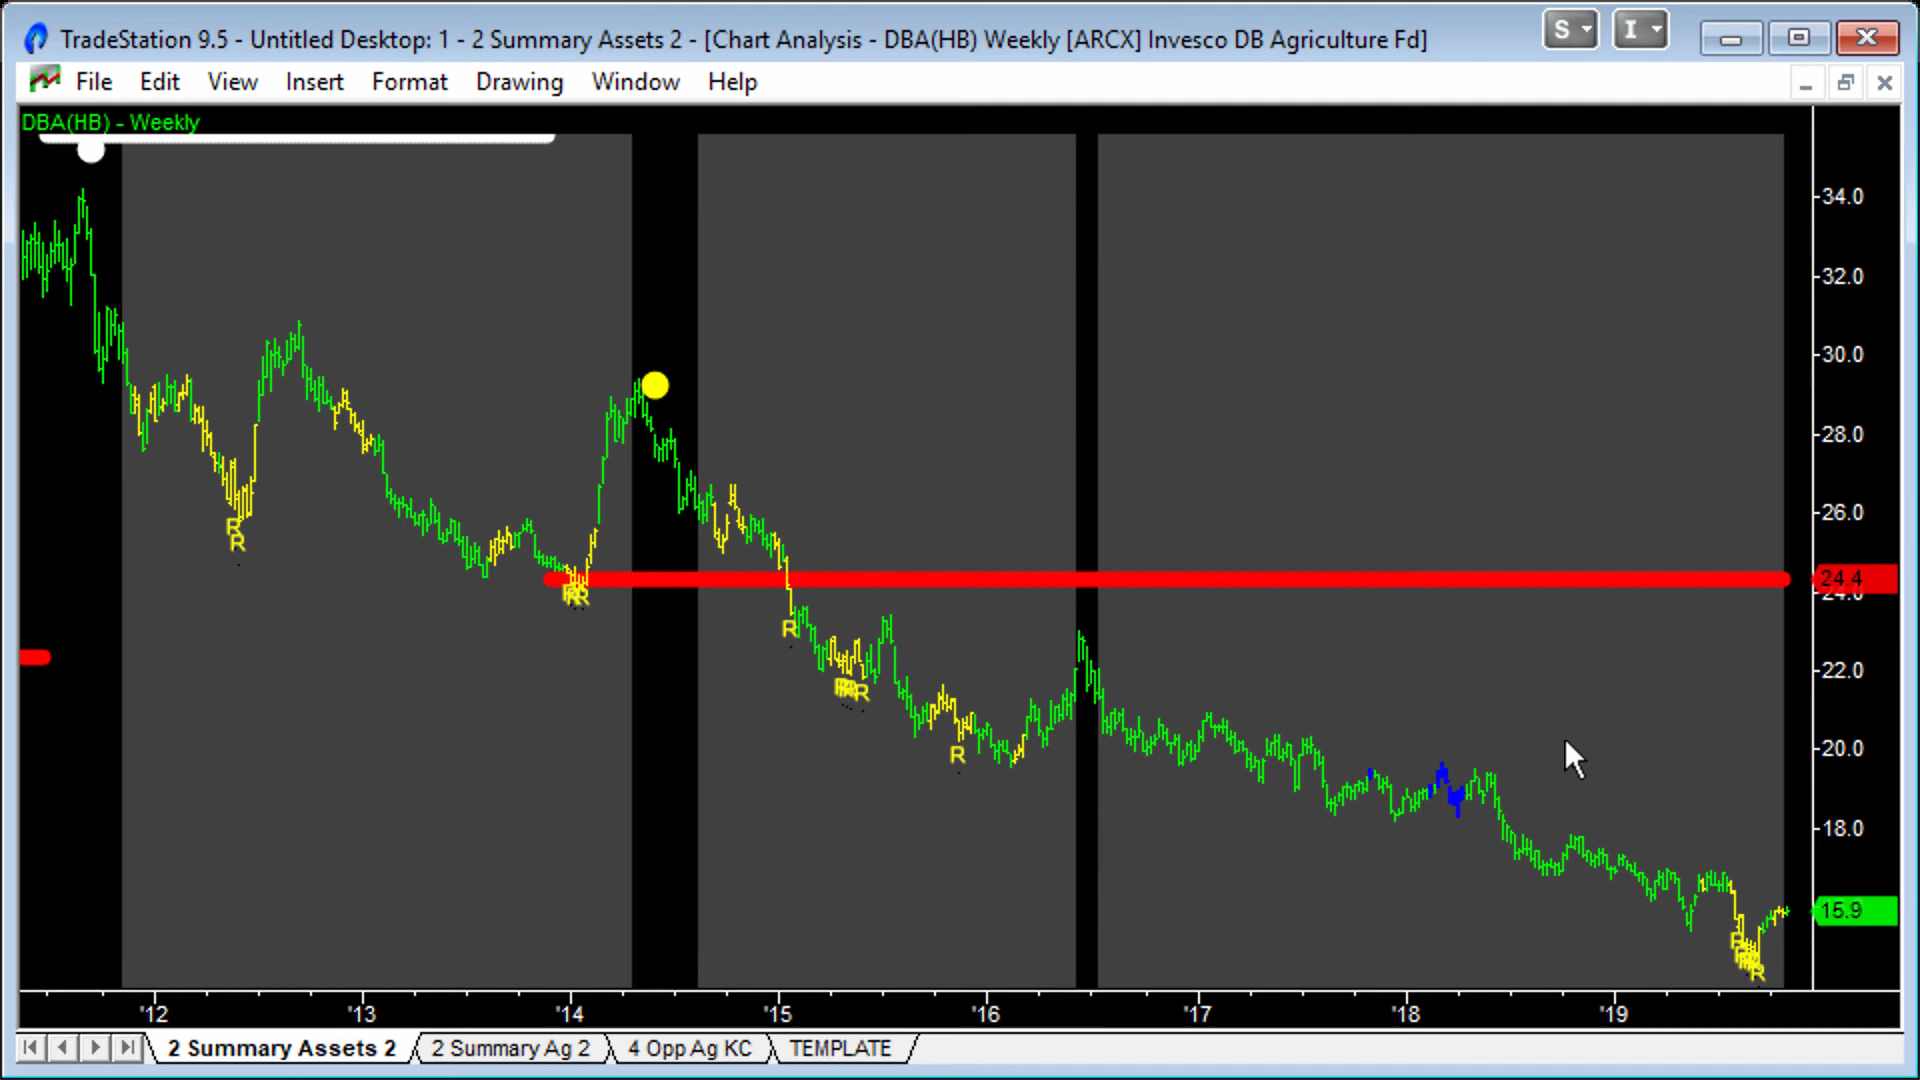 TradeStation 9.5 - Untitled Desktop: 1 - 2 Summary Assets 2 - [Chart Analysis - DBA(HB) Weekly [ARCX] Invesco DB Agriculture Fd]
S I
File Edit View Insert Format Drawing Window Help
DBA(HB) - Weekly
34.0
32.0
30.0
28.0
26.0
R
R
24.4
24.0
R R
R
22.0
R R
R
20.0
18.0
15.9
R
R
'12 '13 '14 '15 '16 '17 '18 '19
2 Summary Assets 2 2 Summary Ag 2 4 Opp Ag KC TEMPLATE